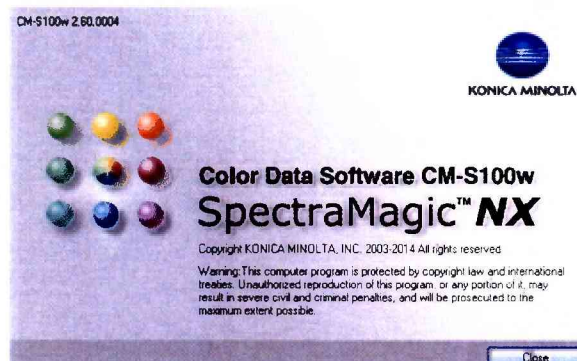 CM-S100w 2.60.0004
KONICA MINOLTA
Color Data Software CM-S100w
SpectraMagic™ NX
Copyright KONICA MINOLTA, INC. 2003-2014 All rights reserved
Warning: This computer program is protected by copyright law and international
treaties. Unauthorized reproduction of this program, or any portion of it, may
result in severe civil and criminal penalties, and will be prosecuted to the
maximum extent possible.
Close